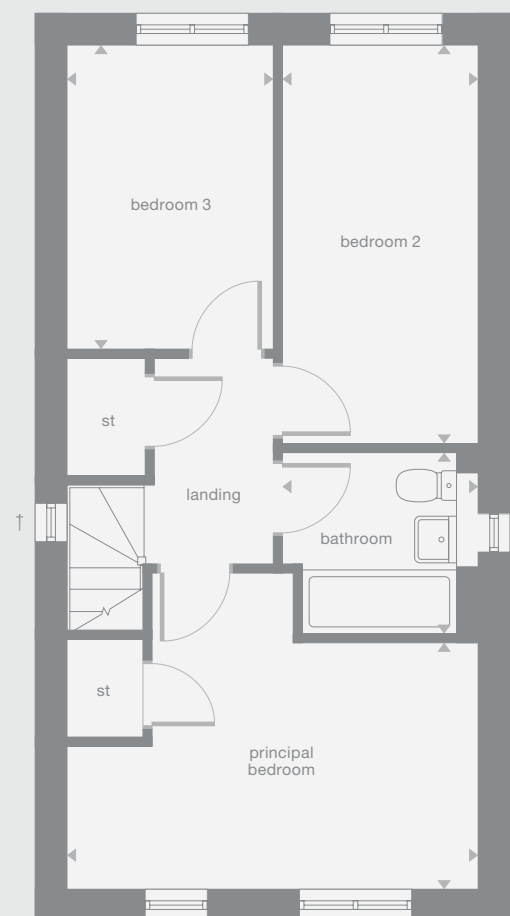 bedroom 3
bedroom 2
st
landing
†
bathroom
st
principal
bedroom